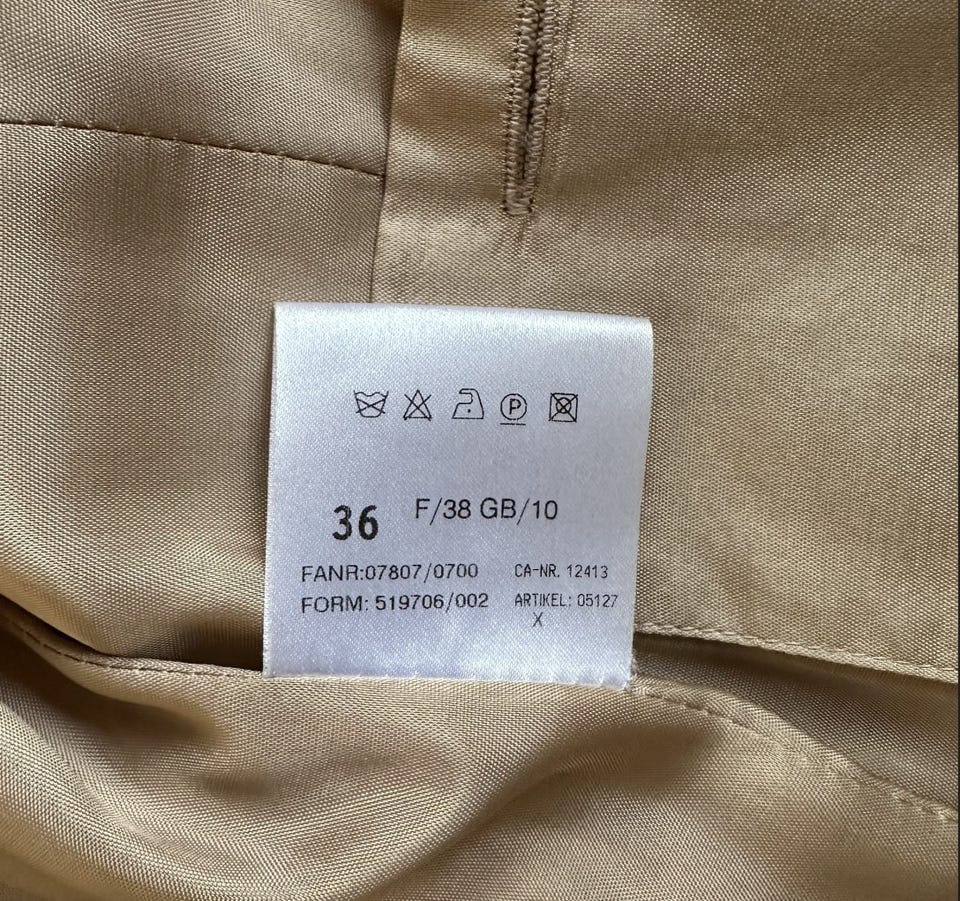 P
36 F/38 GB/10
FANR:07807/0700 CA-NR. 12413
FORM: 519706/002 ARTIKEL: 05127
X